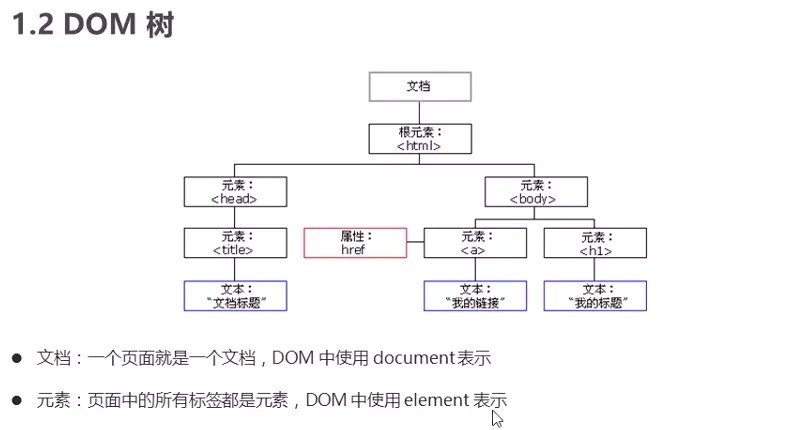 1.2 DOM 树
文档
根元素：
<html>
元素：
<head>
元素：
<body>
元素：
<title>
属性：
href
元素：
<a>
元素：
<h1>
文本：
“文档标题”
文本：
“我的链接”
文本：
“我的标题”
● 文档：一个页面就是一个文档，DOM 中使用 document 表示
● 元素：页面中的所有标签都是元素，DOM 中使用 element 表示